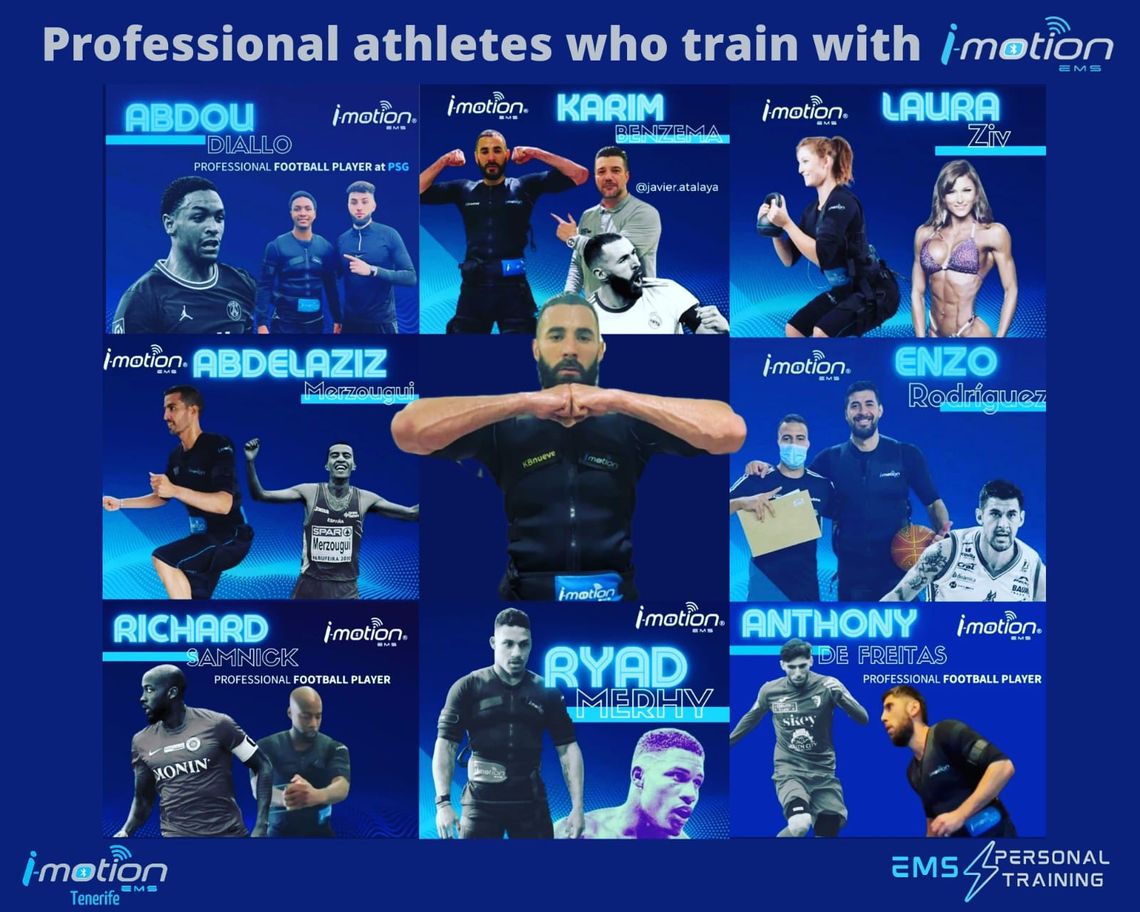 Professional athletes who train with i-motion
EMS
ABDOU
DIALLO
i-motion®
EMS
PROFESSIONAL FOOTBALL PLAYER at PSG
i-motion®
EMS
KARIM
BENZEMA
@javier.atalaya
i-motion®
EMS
LAURA
Ziv
i-motion®
EMS
ABDELAZIZ
Merzougui
ESPAÑA
SPAR
Merzougui
KBnueve
i-motion
i-motion
i-motion®
EMS
ENZO
Rodríguez
i-motion
RICHARD
SAMNICK
i-motion®
EMS
PROFESSIONAL FOOTBALL PLAYER
MONIN
i-motion®
EMS
RYAD
MERHY
i-motion
ANTHONY
DE FREITAS
i-motion®
EMS
PROFESSIONAL FOOTBALL PLAYER
skey
i-motion
EMS
Tenerife
EMS PERSONAL
TRAINING